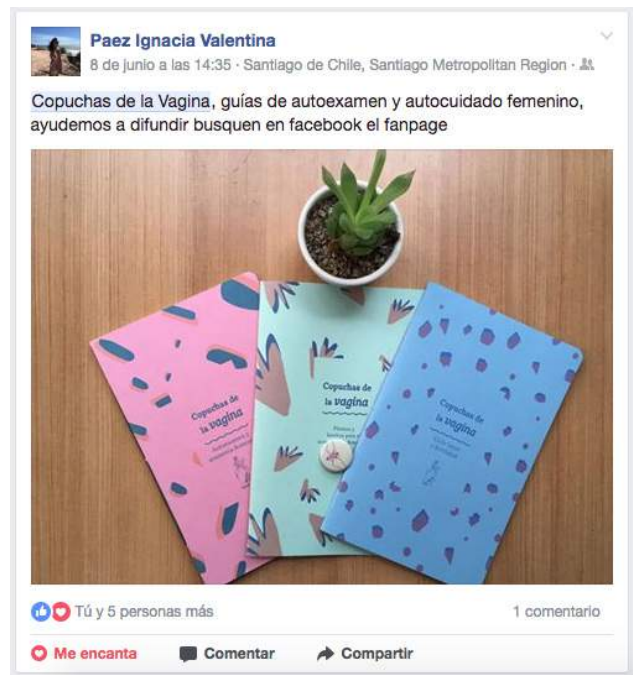 Paez Ignacia Valentina
8 de junio a las 14:35 · Santiago de Chile, Santiago Metropolitan Region ·
Copuchas de la Vagina, guías de autoexamen y autocuidado femenino,
ayudemos a difundir busquen en facebook el fanpage
Copuchas de
la vagina
Copuchas de
la vagina
Copuchas de
la vagina
Tú y 5 personas más
1 comentario
Me encanta
Comentar
Compartir